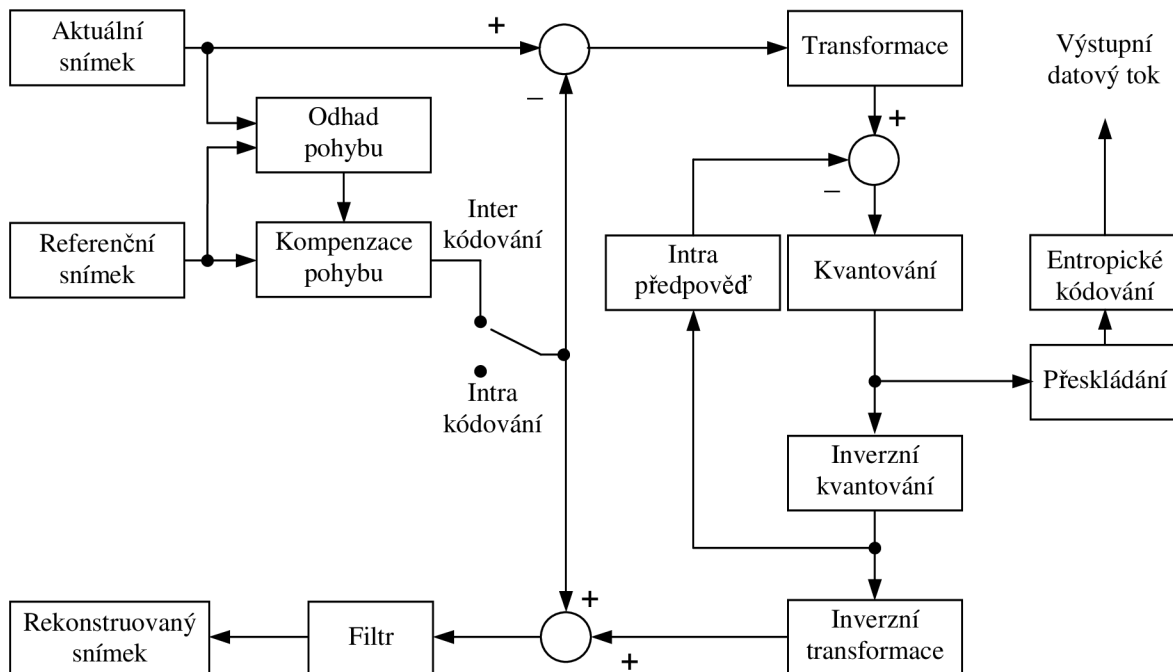 Aktuální
snímek
+
Transformace
Výstupní
datový tok
–
Odhad
pohybu
+
–
Referenční
snímek
Kompenzace
pohybu
Inter
kódování
Intra
předpověď
Kvantování
Entropické
kódování
Intra
kódování
Přeskládání
Inverzní
kvantování
Rekonstruovaný
snímek
Filtr
+
+
Inverzní
transformace